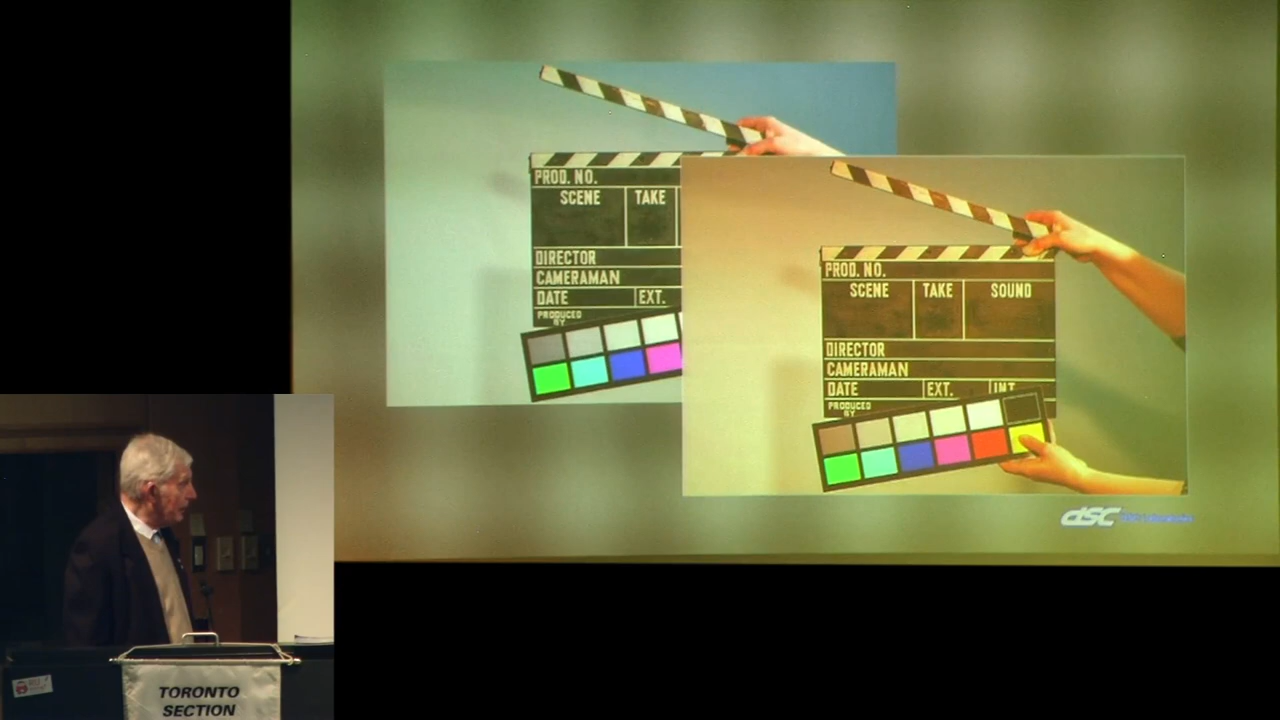 PROD. NO.
SCENE
TAKE
DIRECTOR
CAMERAMAN
DATE
EXT.
PRODUCED
BY
PROD. NO.
SCENE
TAKE
SOUND
DIRECTOR
CAMERAMAN
DATE
EXT.
INT.
PRODUCED
BY
dsc
TORONTO
SECTION